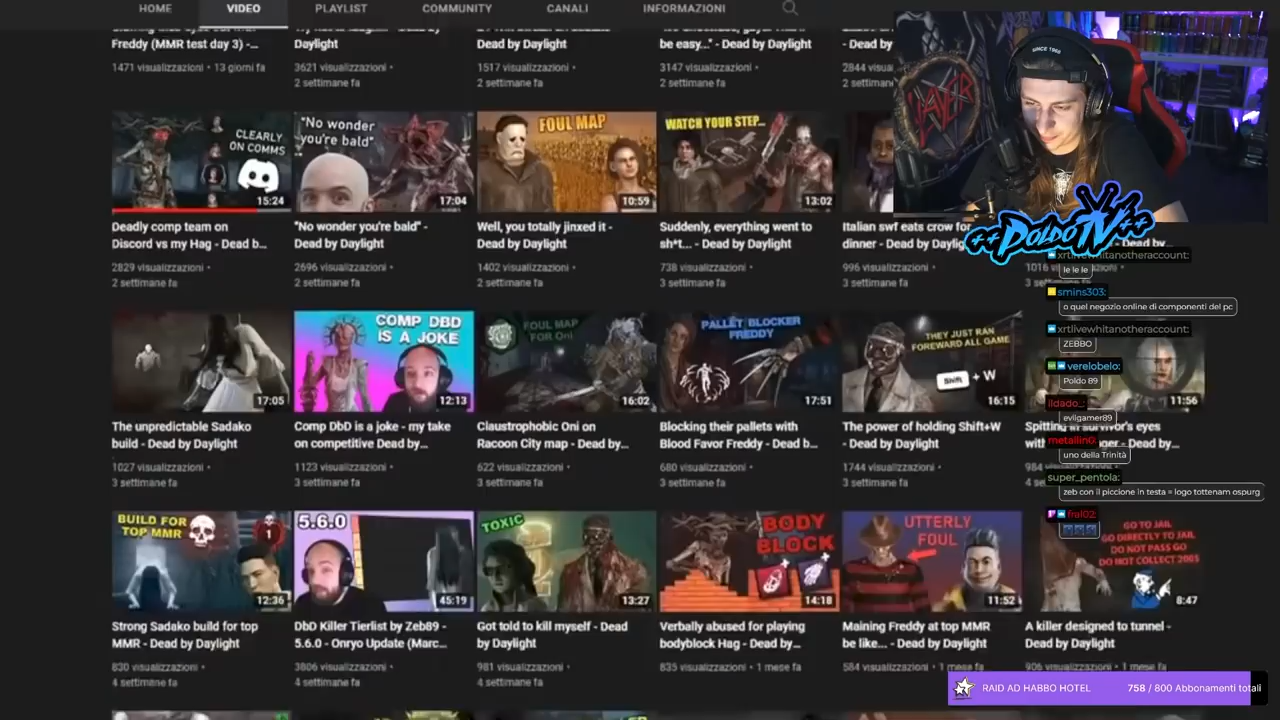 HOME
VIDEO
PLAYLIST
COMMUNITY
CANALI
INFORMAZIONI
Freddy (MMR test day 3) -...
Daylight
Dead by Daylight
be easy..." - Dead by
Daylight
- Dead by
1471 visualizzazioni • 13 giorni fa
3621 visualizzazioni •
2 settimane fa
1517 visualizzazioni •
2 settimane fa
3147 visualizzazioni •
2 settimane fa
2844
2 settimane fa
SINCE 1966
SLAYER
CLEARLY
ON COMMS
15:24
"No wonder
you're bald"
17:04
FOUL MAP
10:59
WATCH YOUR STEP...
13:02
Deadly comp team on
Discord vs my Hag - Dead b...
2829 visualizzazioni •
2 settimane fa
"No wonder you're bald" -
Dead by Daylight
2696 visualizzazioni •
2 settimane fa
Well, you totally jinxed it -
Dead by Daylight
1402 visualizzazioni •
2 settimane fa
Suddenly, everything went to
sh*t... - Dead by Daylight
738 visualizzazioni •
3 settimane fa
Italian swf eats crow for
dinner - Dead by Daylight
996 visualizzazioni •
3 settimane fa
Dead by...
++POLDOTV++
xrtlivewhitanotheraccount:
le le le
smins303:
o quel negozio online di componenti del pc
xrtlivewhitanotheraccount:
ZEBBO
verelobelo:
Poldo 89
ildado_:
evilgamer89
metallin0:
uno della Trinità
super_pentola:
zeb con il piccione in testa = logo tottenam ospurg
fral02:
17:05
COMP DBD
IS A JOKE
12:13
FOUL MAP
FOR Oni
16:02
PALLET BLOCKER
FREDDY
17:51
THEY JUST RAN
FOREWARD ALL GAME
Shift + W
16:15
11:56
The unpredictable Sadako
build - Dead by Daylight
1027 visualizzazioni •
3 settimane fa
Comp DbD is a joke - my take
on competitive Dead by...
1123 visualizzazioni •
3 settimane fa
Claustrophobic Oni on
Racoon City map - Dead by...
622 visualizzazioni •
3 settimane fa
Blocking their pallets with
Blood Favor Freddy - Dead b...
680 visualizzazioni •
3 settimane fa
The power of holding Shift+W
- Dead by Daylight
1744 visualizzazioni •
3 settimane fa
Spitting in survivor's eyes
Dead by...
984
BUILD FOR
TOP MMR
1
12:36
5.6.0
45:19
TOXIC
13:27
BODY
BLOCK
14:18
UTTERLY
FOUL
11:52
GO TO JAIL
GO DIRECTLY TO JAIL
DO NOT PASS GO
DO NOT COLLECT 200$
8:47
Strong Sadako build for top
MMR - Dead by Daylight
830 visualizzazioni •
4 settimane fa
DbD Killer Tierlist by Zeb89 -
5.6.0 - Onryo Update (Marc...
3806 visualizzazioni •
4 settimane fa
Got told to kill myself - Dead
by Daylight
981 visualizzazioni •
4 settimane fa
Verbally abused for playing
bodyblock Hag - Dead by...
835 visualizzazioni • 1 mese fa
Maining Freddy at top MMR
be like... - Dead by Daylight
584 visualizzazioni • 1 mese fa
A killer designed to tunnel -
Dead by Daylight
906 visualizzazioni • 1 mese fa
RAID AD HABBO HOTEL
758 / 800 Abbonamenti totali